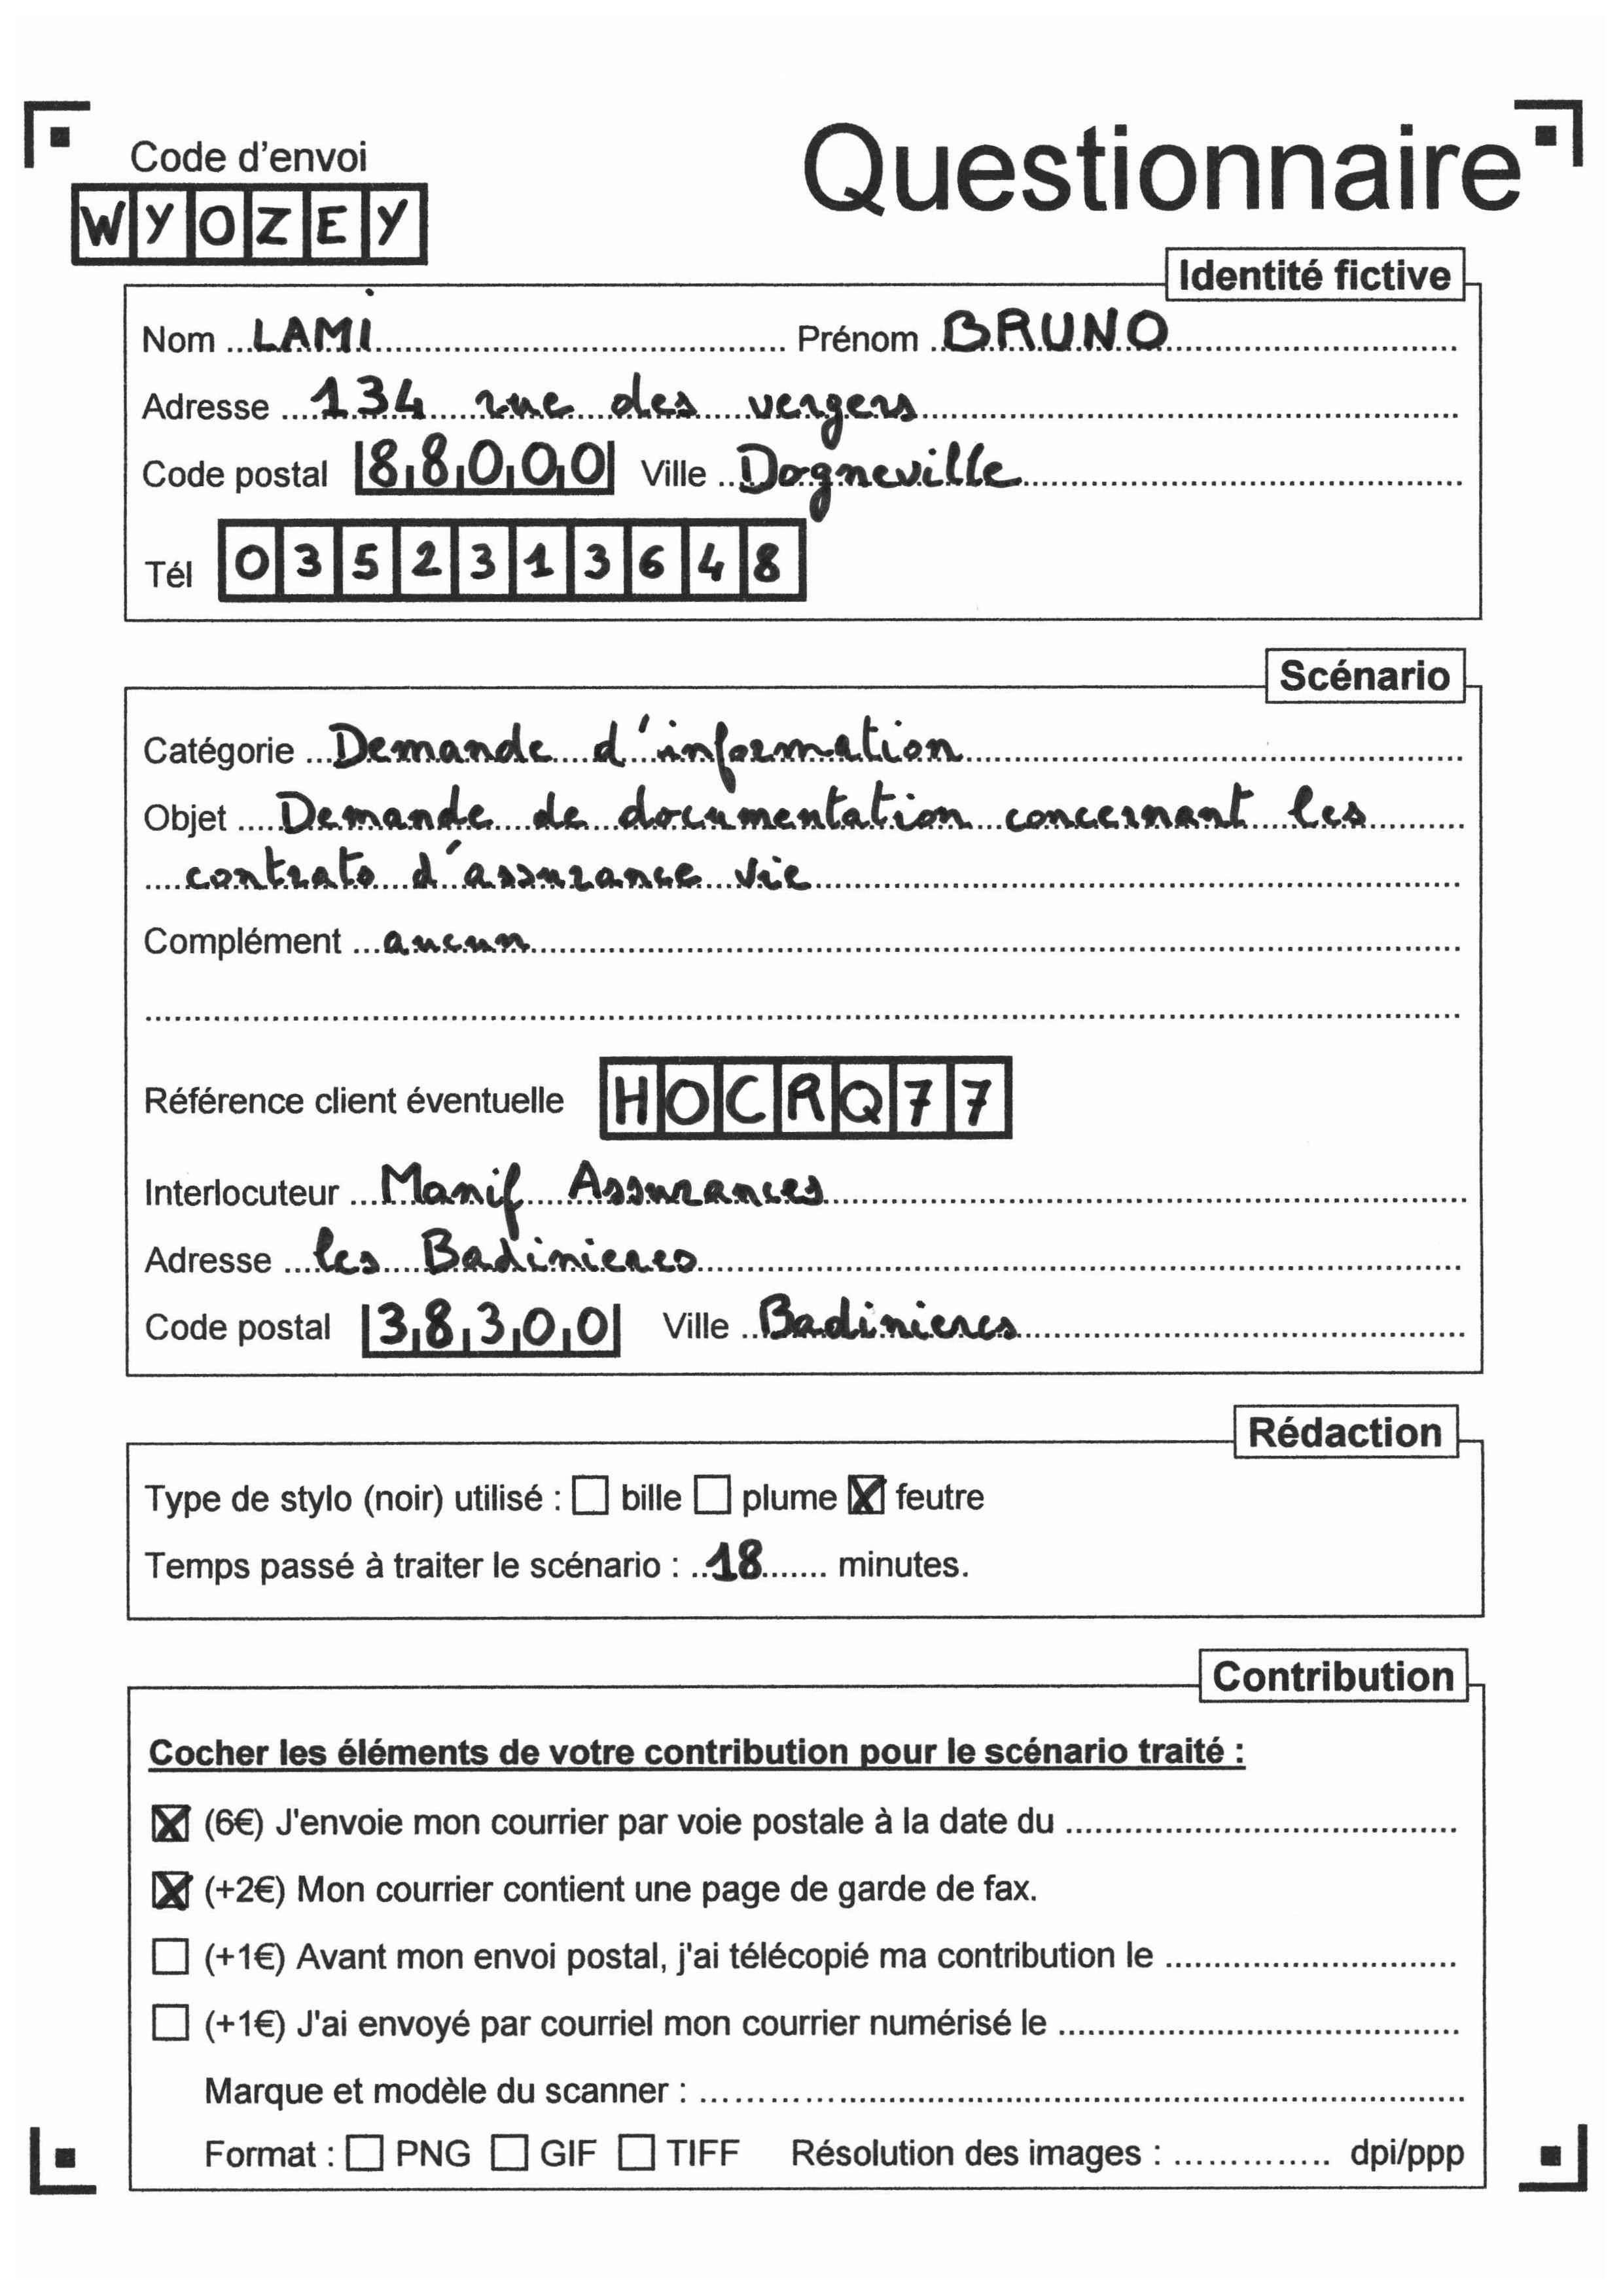 Code d'envoi
Questionnaire
WYOZEY
Identité fictive
Nom LAMI Prénom BRUNO
Adresse 134 rue des vergers
Code postal 88000 Ville Dogneville
Tél 0352313648
Scénario
Catégorie Demande d'information
Objet Demande de documentation concernant les
contrats d'assurance vie
Complément aucun
Référence client éventuelle HOCRQ77
Interlocuteur Manif Assurances
Adresse les Badinieres
Code postal 38300 Ville Badinieres
Rédaction
Type de stylo (noir) utilisé : ☐ bille ☐ plume ☒ feutre
Temps passé à traiter le scénario : 18 minutes.
Contribution
Cocher les éléments de votre contribution pour le scénario traité :
☒ (6€) J'envoie mon courrier par voie postale à la date du
☒ (+2€) Mon courrier contient une page de garde de fax.
☐ (+1€) Avant mon envoi postal, j'ai télécopié ma contribution le
☐ (+1€) J'ai envoyé par courriel mon courrier numérisé le
Marque et modèle du scanner :
Format : ☐ PNG ☐ GIF ☐ TIFF Résolution des images : dpi/ppp